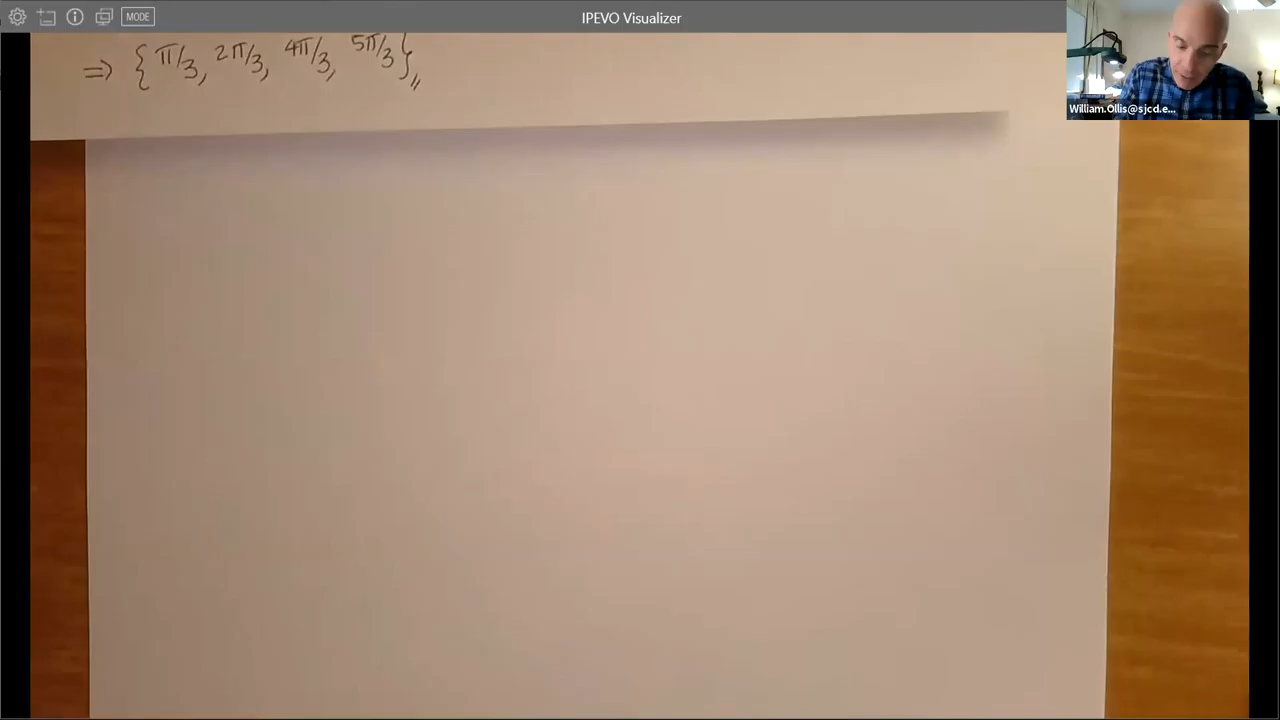 MODE
IPEVO Visualizer
⇒ {π/3, 2π/3, 4π/3, 5π/3},,
William.Ollis@sjcd.e...